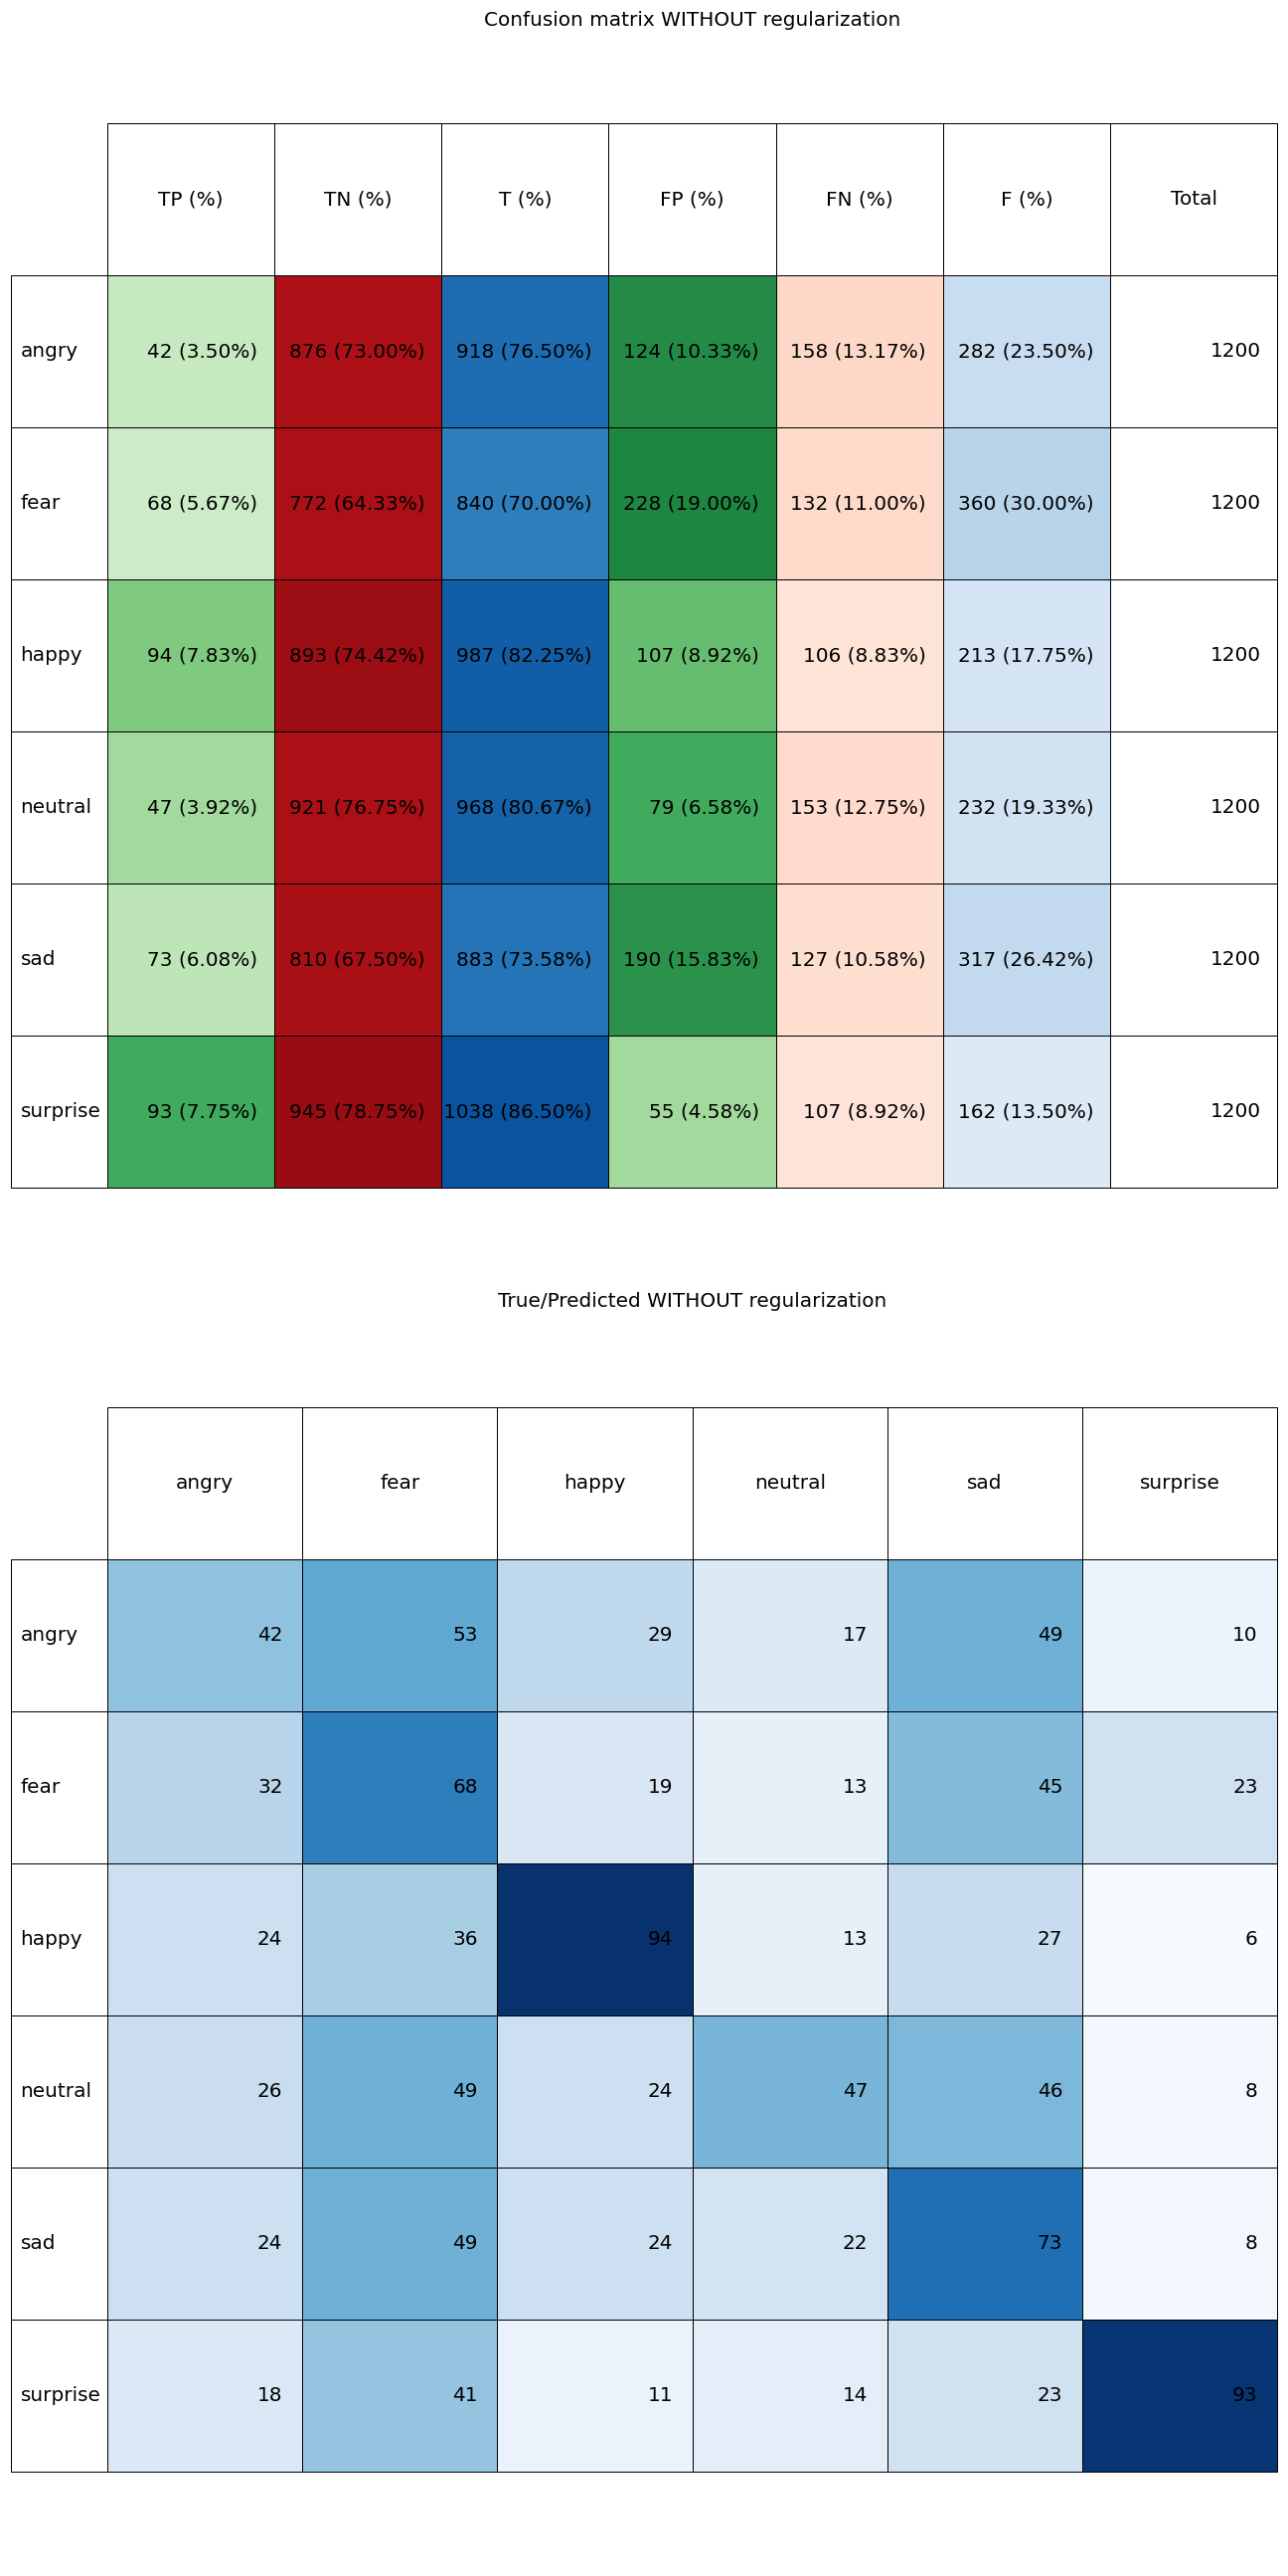 Confusion matrix WITHOUT regularization
TP (%) TN (%) T (%) FP (%) FN (%) F (%) Total
angry 42 (3.50%) 876 (73.00%) 918 (76.50%) 124 (10.33%) 158 (13.17%) 282 (23.50%) 1200
fear 68 (5.67%) 772 (64.33%) 840 (70.00%) 228 (19.00%) 132 (11.00%) 360 (30.00%) 1200
happy 94 (7.83%) 893 (74.42%) 987 (82.25%) 107 (8.92%) 106 (8.83%) 213 (17.75%) 1200
neutral 47 (3.92%) 921 (76.75%) 968 (80.67%) 79 (6.58%) 153 (12.75%) 232 (19.33%) 1200
sad 73 (6.08%) 810 (67.50%) 883 (73.58%) 190 (15.83%) 127 (10.58%) 317 (26.42%) 1200
surprise 93 (7.75%) 945 (78.75%) 1038 (86.50%) 55 (4.58%) 107 (8.92%) 162 (13.50%) 1200
True/Predicted WITHOUT regularization
angry fear happy neutral sad surprise
angry 42 53 29 17 49 10
fear 32 68 19 13 45 23
happy 24 36 94 13 27 6
neutral 26 49 24 47 46 8
sad 24 49 24 22 73 8
surprise 18 41 11 14 23 93